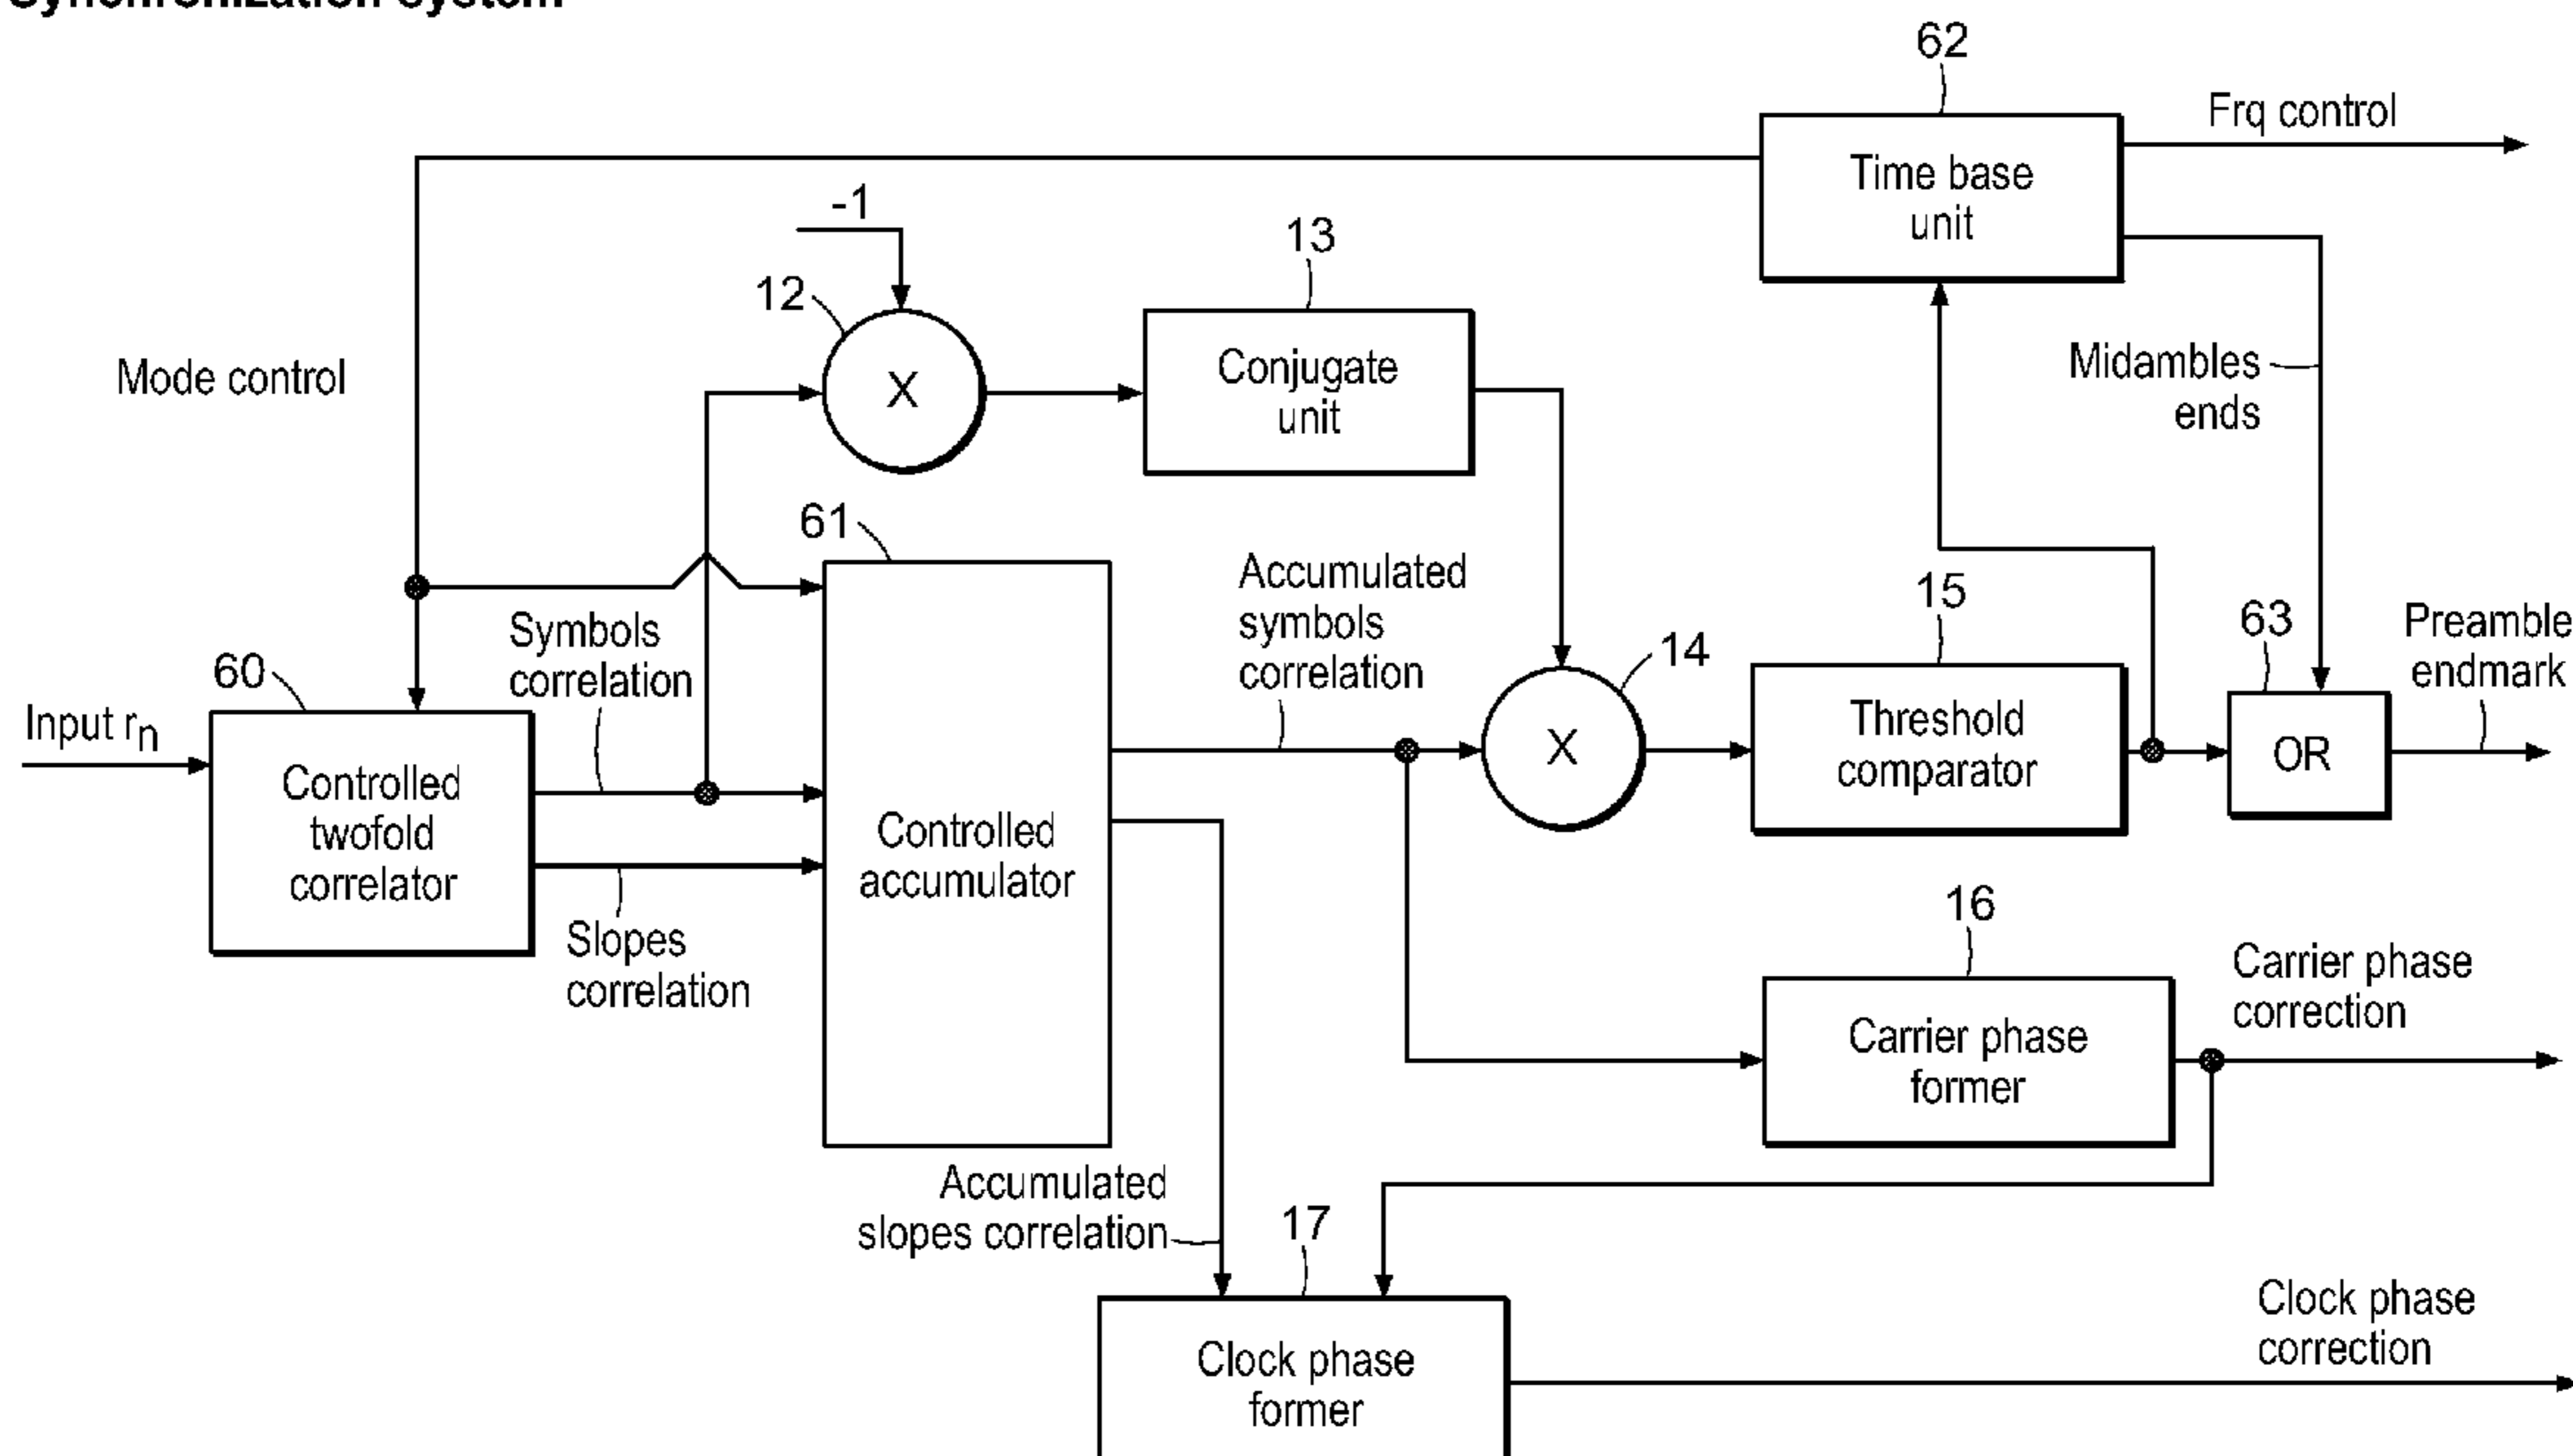 Synchronization system
62
Frq control
Time base
unit
-1
13
12
X
Conjugate
unit
Mode control
Midambles
ends
61
Accumulated
symbols
correlation
15
63
Preamble
endmark
Symbols
correlation
60
14
Input rn
Controlled
twofold
correlator
Controlled
accumulator
X
Threshold
comparator
OR
Slopes
correlation
16
Carrier phase
correction
Carrier phase
former
Accumulated
slopes correlation
17
Clock phase
correction
Clock phase
former